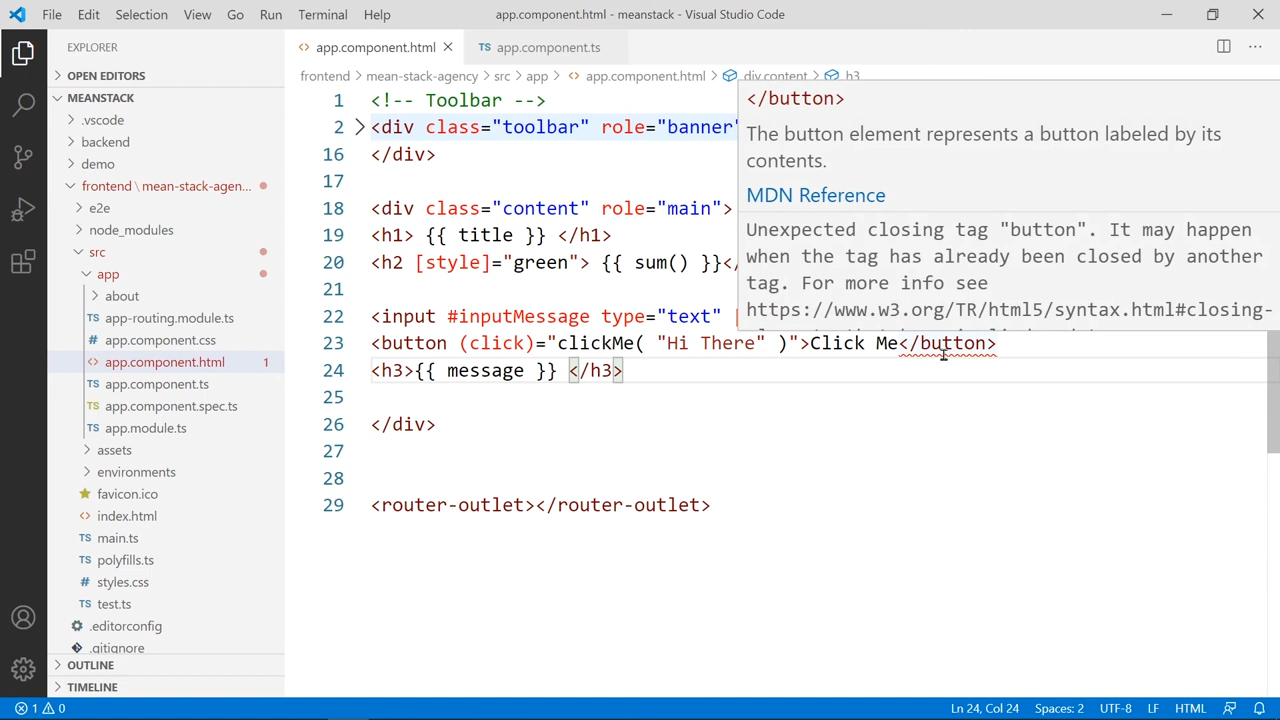 File Edit Selection View Go Run Terminal Help app.component.html - meanstack - Visual Studio Code
EXPLORER
OPEN EDITORS
MEANSTACK
.vscode
backend
demo
frontend \ mean-stack-agen...
e2e
node_modules
src
app
about
app-routing.module.ts
app.component.css
app.component.html 1
app.component.ts
app.component.spec.ts
app.module.ts
assets
environments
favicon.ico
index.html
main.ts
polyfills.ts
styles.css
test.ts
.editorconfig
.gitignore
OUTLINE
TIMELINE
app.component.html
TS app.component.ts
frontend > mean-stack-agency > src > app > app.component.html > div.content > h3
1 <!-- Toolbar -->
2 <div class="toolbar" role="banner"
16 </div>
17
18 <div class="content" role="main">
19 <h1> {{ title }} </h1>
20 <h2 [style]="green"> {{ sum() }}</
21
22 <input #inputMessage type="text"
23 <button (click)="clickMe( "Hi There" )">Click Me</button>
24 <h3>{{ message }} </h3>
25
26 </div>
27
28
29 <router-outlet></router-outlet>
</button>
The button element represents a button labeled by its
contents.
MDN Reference
Unexpected closing tag "button". It may happen
when the tag has already been closed by another
tag. For more info see
https://www.w3.org/TR/html5/syntax.html#closing-
1 0 Ln 24, Col 24 Spaces: 2 UTF-8 LF HTML